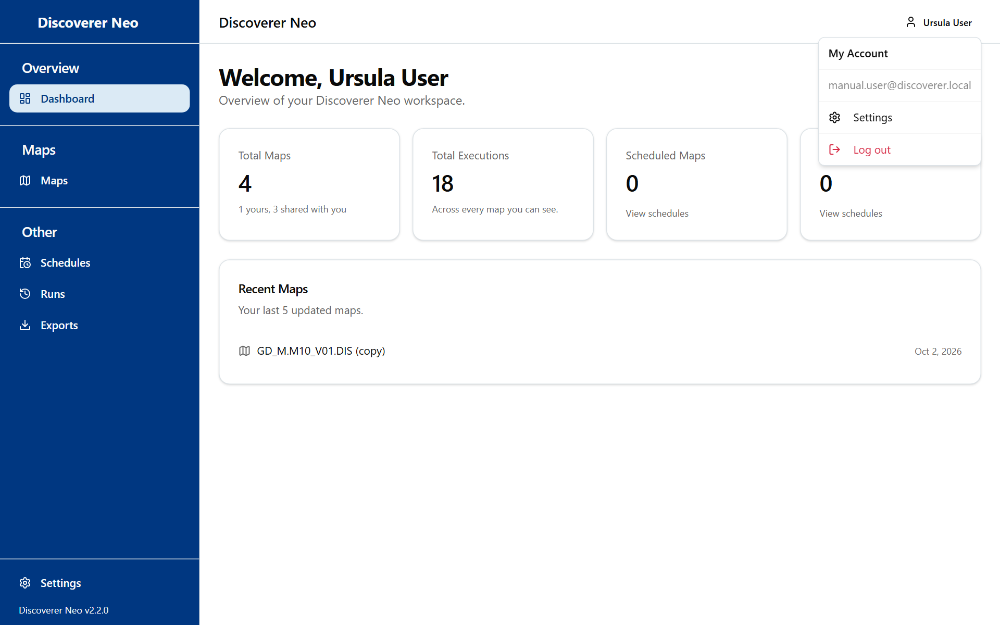 Discoverer Neo
Overview
Dashboard
Maps
Maps
Other
Schedules
Runs
Exports
Settings
Discoverer Neo v2.2.0
Discoverer Neo
Ursula User
My Account
manual.user@discoverer.local
Settings
Log out
Welcome, Ursula User
Overview of your Discoverer Neo workspace.
Total Maps
4
1 yours, 3 shared with you
Total Executions
18
Across every map you can see.
Scheduled Maps
0
View schedules
0
View schedules
Recent Maps
Your last 5 updated maps.
GD_M.M10_V01.DIS (copy)
Oct 2, 2026